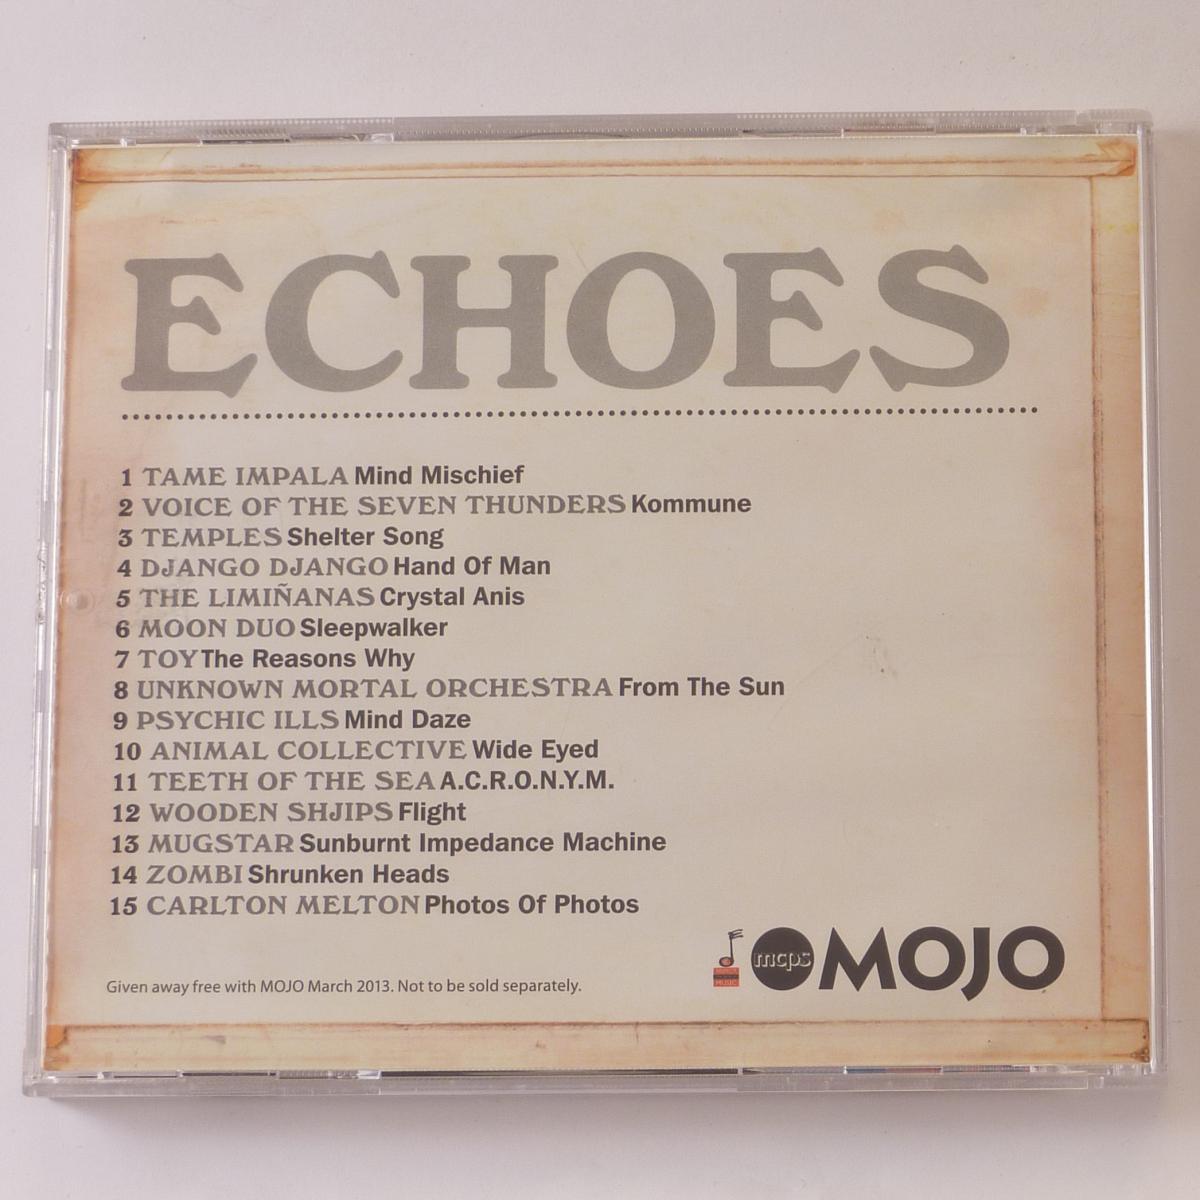 ECHOES
1 TAME IMPALA Mind Mischief
2 VOICE OF THE SEVEN THUNDERS Kommune
3 TEMPLES Shelter Song
4 DJANGO DJANGO Hand Of Man
5 THE LIMIÑANAS Crystal Anis
6 MOON DUO Sleepwalker
7 TOY The Reasons Why
8 UNKNOWN MORTAL ORCHESTRA From The Sun
9 PSYCHIC ILLS Mind Daze
10 ANIMAL COLLECTIVE Wide Eyed
11 TEETH OF THE SEA A.C.R.O.N.Y.M.
12 WOODEN SHJIPS Flight
13 MUGSTAR Sunburnt Impedance Machine
14 ZOMBI Shrunken Heads
15 CARLTON MELTON Photos Of Photos
Given away free with MOJO March 2013. Not to be sold separately.
MUSIC
mcps
MOJO